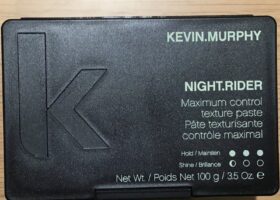 KEVIN.MURPHY
NIGHT.RIDER
Maximum control
texture paste
Pâte texturisante
contrôle maximal
Hold / Maintien
Shine / Brillance
Net Wt. / Poids Net 100 g / 3.5 Oz. e